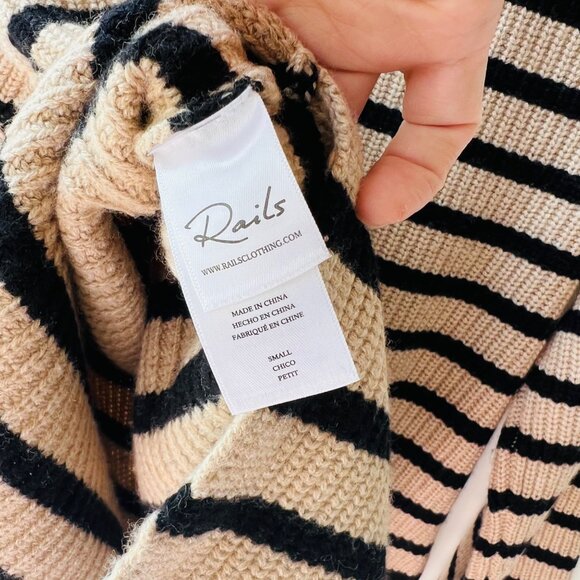 Rails
WWW.RAILSCLOTHING.COM
MADE IN CHINA
HECHO EN CHINA
FABRIQUÉ EN CHINE
SMALL
CHICO
PETIT